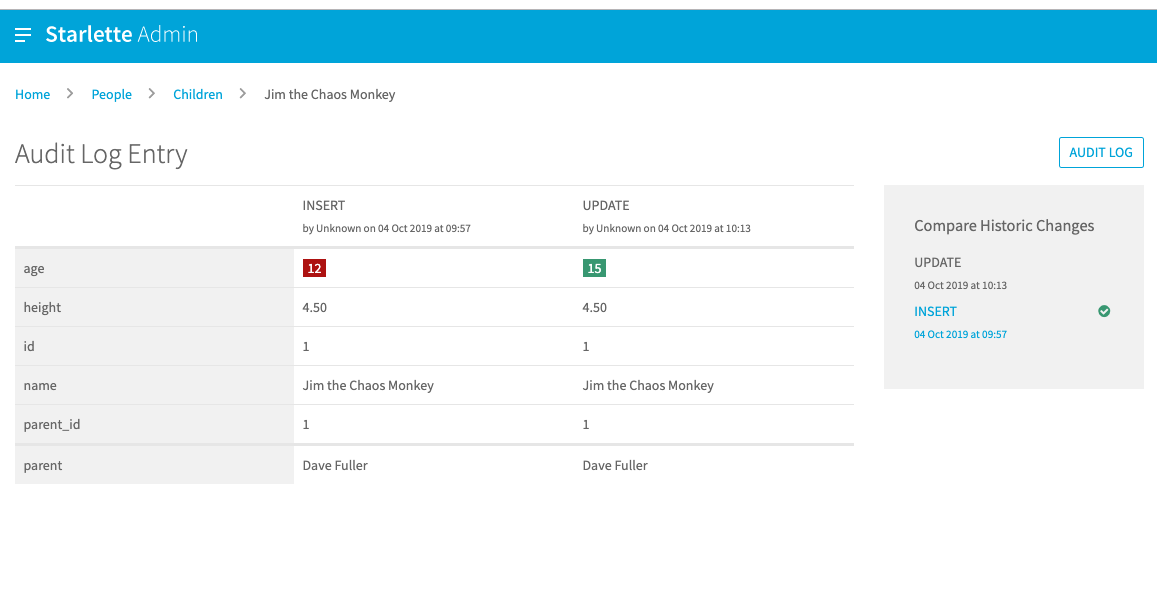 Starlette Admin
Home People Children Jim the Chaos Monkey
Audit Log Entry
AUDIT LOG
INSERT UPDATE
by Unknown on 04 Oct 2019 at 09:57 by Unknown on 04 Oct 2019 at 10:13
age 12 15
height 4.50 4.50
id 1 1
name Jim the Chaos Monkey Jim the Chaos Monkey
parent_id 1 1
parent Dave Fuller Dave Fuller
Compare Historic Changes
UPDATE
04 Oct 2019 at 10:13
INSERT
04 Oct 2019 at 09:57